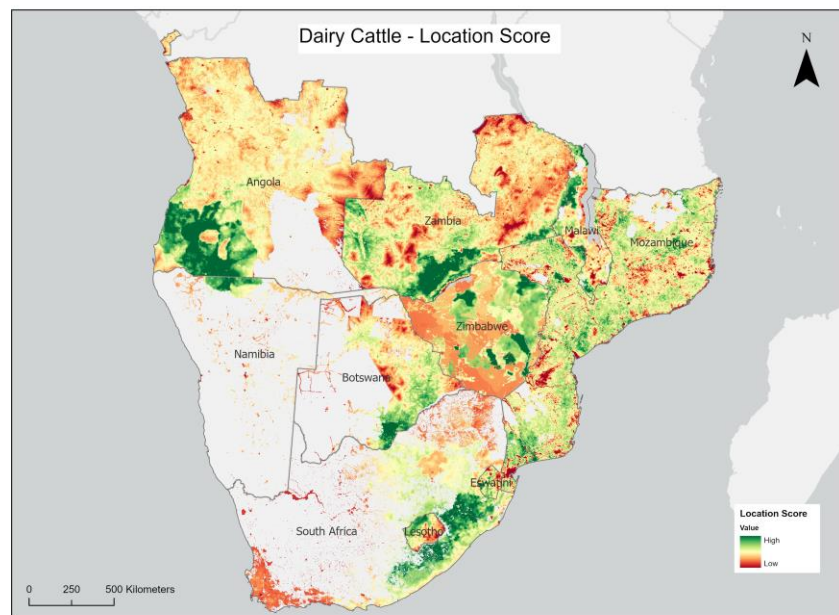 Dairy Cattle - Location Score
N
Angola
Zambia
Malawi
Mozambique
Zimbabwe
Namibia
Botswana
Eswatini
South Africa
Lesotho
Location Score
Value
High
Low
0 250 500 Kilometers